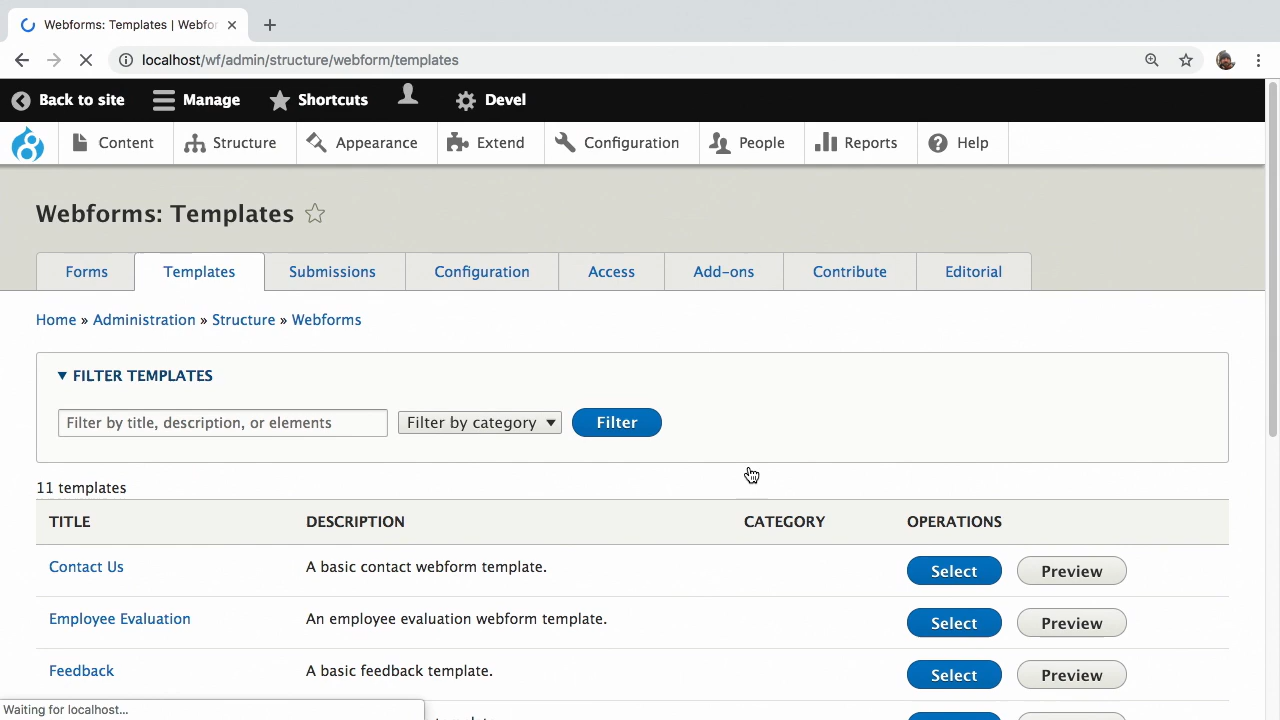 Webforms: Templates | Webfor
localhost/wf/admin/structure/webform/templates
Back to site Manage Shortcuts Devel
Content Structure Appearance Extend Configuration People Reports Help
Webforms: Templates
Forms Templates Submissions Configuration Access Add-ons Contribute Editorial
Home » Administration » Structure » Webforms
▼ FILTER TEMPLATES
Filter by title, description, or elements Filter by category ▼ Filter
11 templates
TITLE DESCRIPTION CATEGORY OPERATIONS
Contact Us A basic contact webform template. Select Preview
Employee Evaluation An employee evaluation webform template. Select Preview
Feedback A basic feedback template. Select Preview
Waiting for localhost...